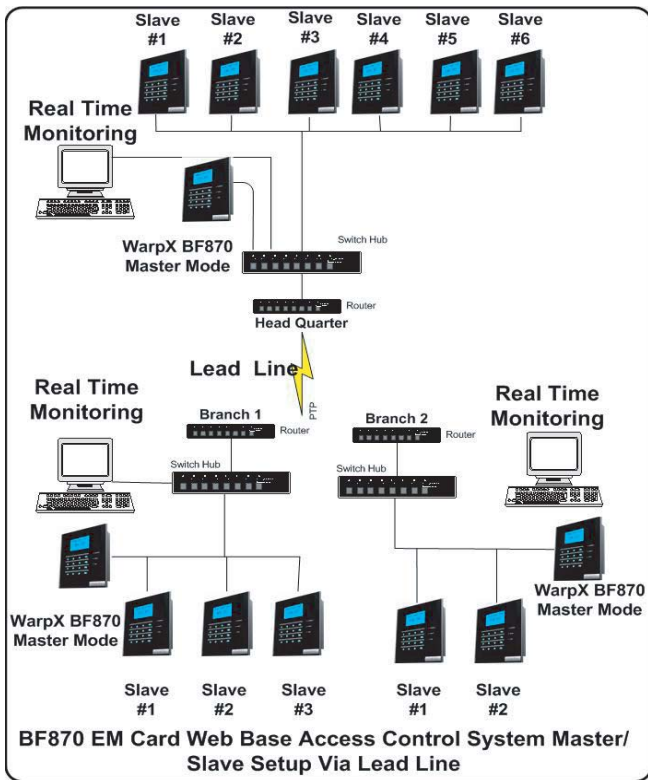 Slave Slave Slave Slave Slave Slave
#1 #2 #3 #4 #5 #6
Real Time
Monitoring
WarpX BF870
Master Mode
Switch Hub
Router
Head Quarter
Lead Line
PTP
Real Time
Monitoring
Branch 1
Router
Switch Hub
WarpX BF870
Master Mode
Slave Slave Slave
#1 #2 #3
Branch 2
Router
Switch Hub
Real Time
Monitoring
WarpX BF870
Master Mode
Slave Slave
#1 #2
BF870 EM Card Web Base Access Control System Master/
Slave Setup Via Lead Line